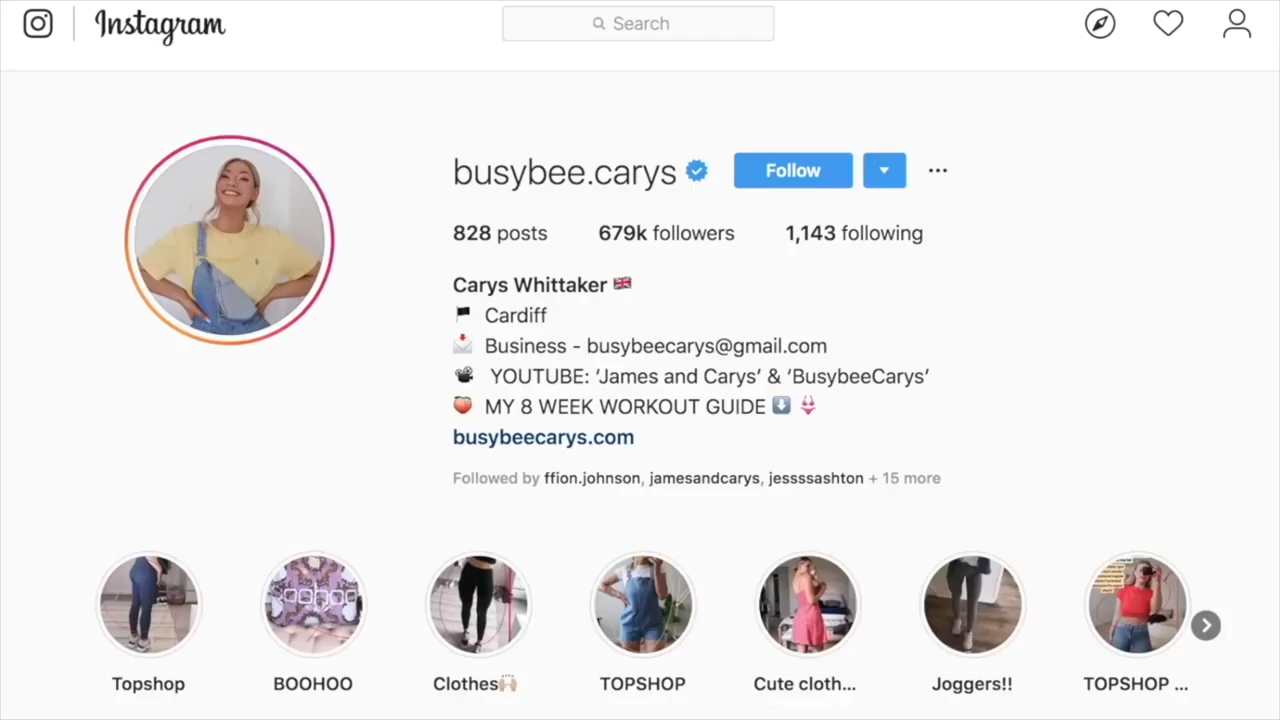 Instagram
Search
busybee.carys
Follow
828 posts 679k followers 1,143 following
Carys Whittaker 🇬🇧
🏴 Cardiff
📩 Business - busybeecarys@gmail.com
📽 YOUTUBE: ‘James and Carys’ & ‘BusybeeCarys’
🍑 MY 8 WEEK WORKOUT GUIDE ⬇️ 👙
busybeecarys.com
Followed by ffion.johnson, jamesandcarys, jessssashton + 15 more
boohoo
Topshop BOOHOO Clothes🙌🏼 TOPSHOP Cute cloth... Joggers!! TOPSHOP ...